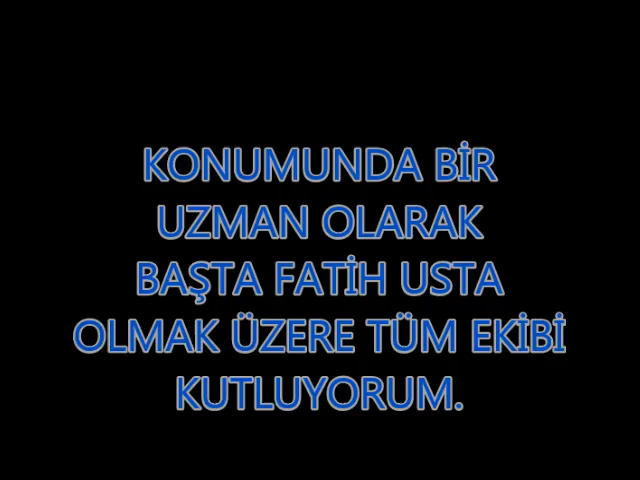 KONUMUNDA BİR
UZMAN OLARAK
BAŞTA FATİH USTA
OLMAK ÜZERE TÜM EKİBİ
KUTLUYORUM.